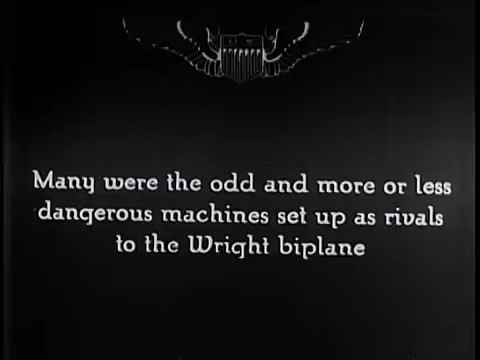 Many were the odd and more or less
dangerous machines set up as rivals
to the Wright biplane